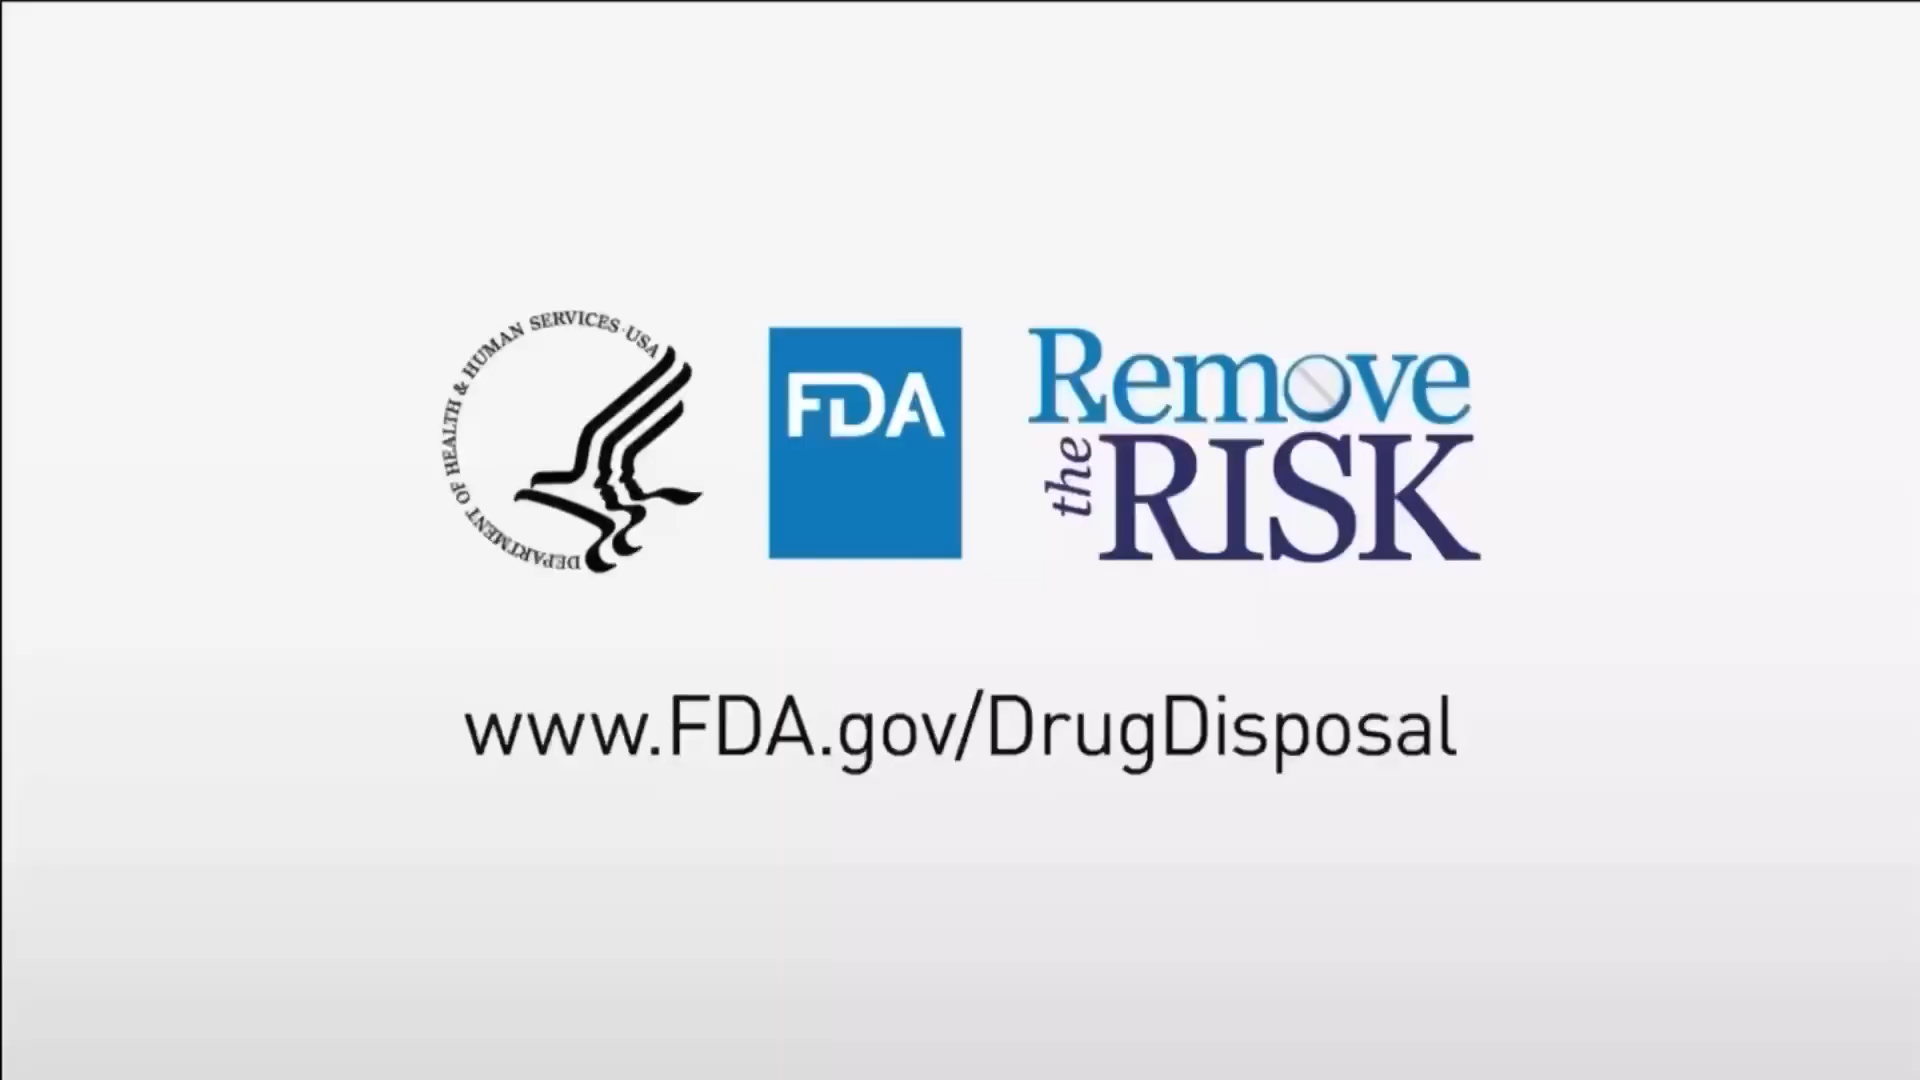 DEPARTMENT OF HEALTH & HUMAN SERVICES · USA
FDA
Remove
the RISK
www.FDA.gov/DrugDisposal